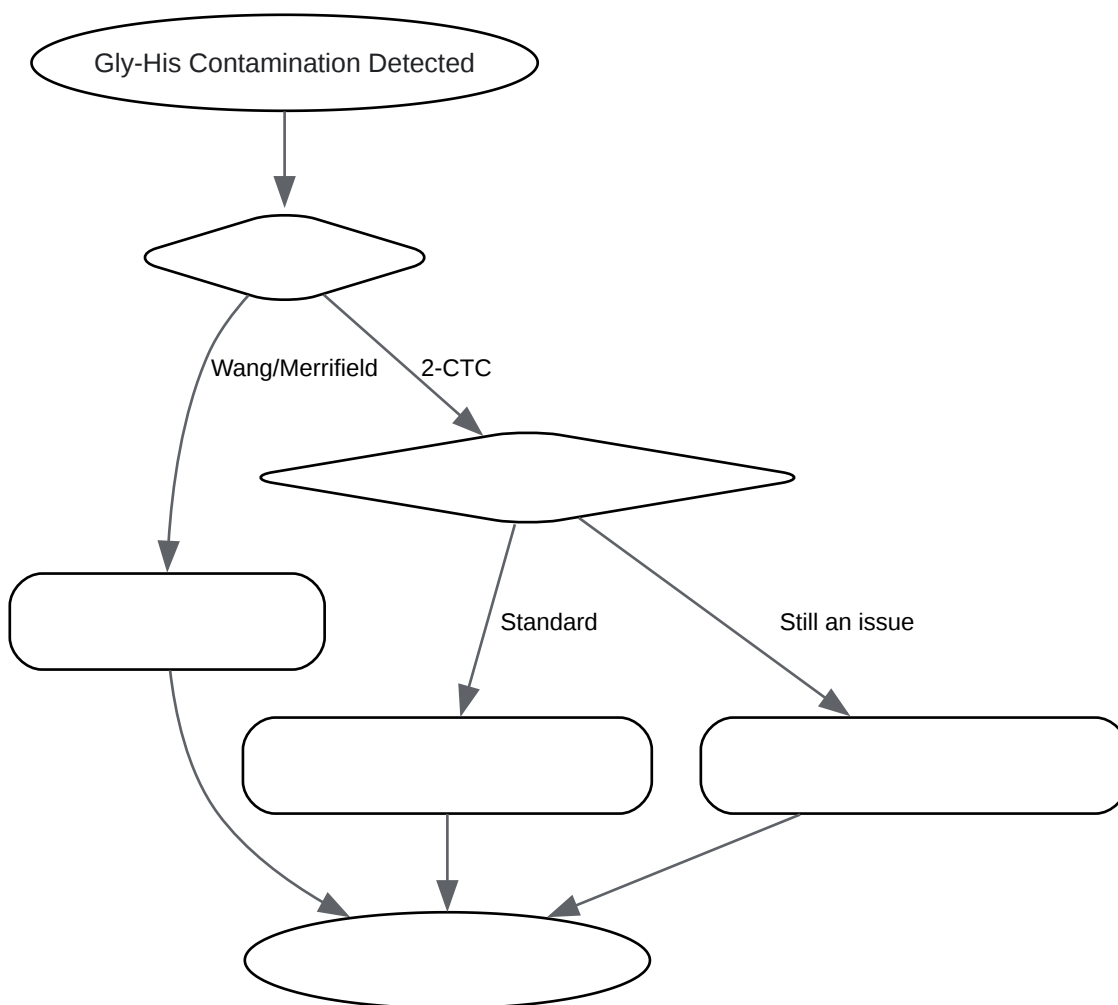 Gly-His Contamination Detected
Wang/Merrifield
2-CTC
Standard
Still an issue